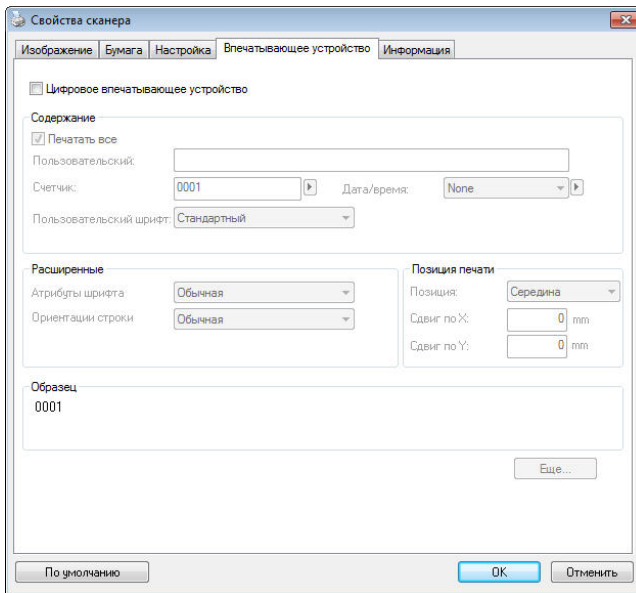 Свойства сканера
Изображение Бумага Настройка Впечатывающее устройство Информация
Цифровое впечатывающее устройство
Содержание
Печатать все
Пользовательский:
Счетчик: 0001 Дата/время: None
Пользовательский шрифт: Стандартный
Расширенные Позиция печати
Атрибуты шрифта Обычная Позиция: Середина
Ориентации строки Обычная Сдвиг по X: 0 mm
Сдвиг по Y: 0 mm
Образец
0001
Еще...
По умолчанию OK Отменить